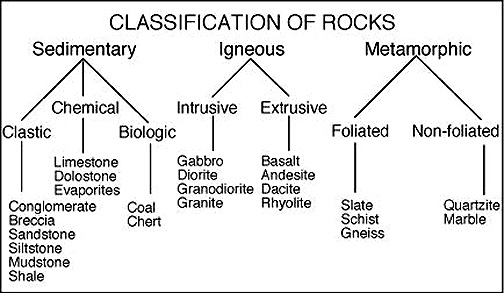 CLASSIFICATION OF ROCKS
Sedimentary
Igneous
Metamorphic
Clastic
Chemical
Biologic
Intrusive
Extrusive
Foliated
Non-foliated
Conglomerate
Breccia
Sandstone
Siltstone
Mudstone
Shale
Limestone
Dolostone
Evaporites
Coal
Chert
Gabbro
Diorite
Granodiorite
Granite
Basalt
Andesite
Dacite
Rhyolite
Slate
Schist
Gneiss
Quartzite
Marble